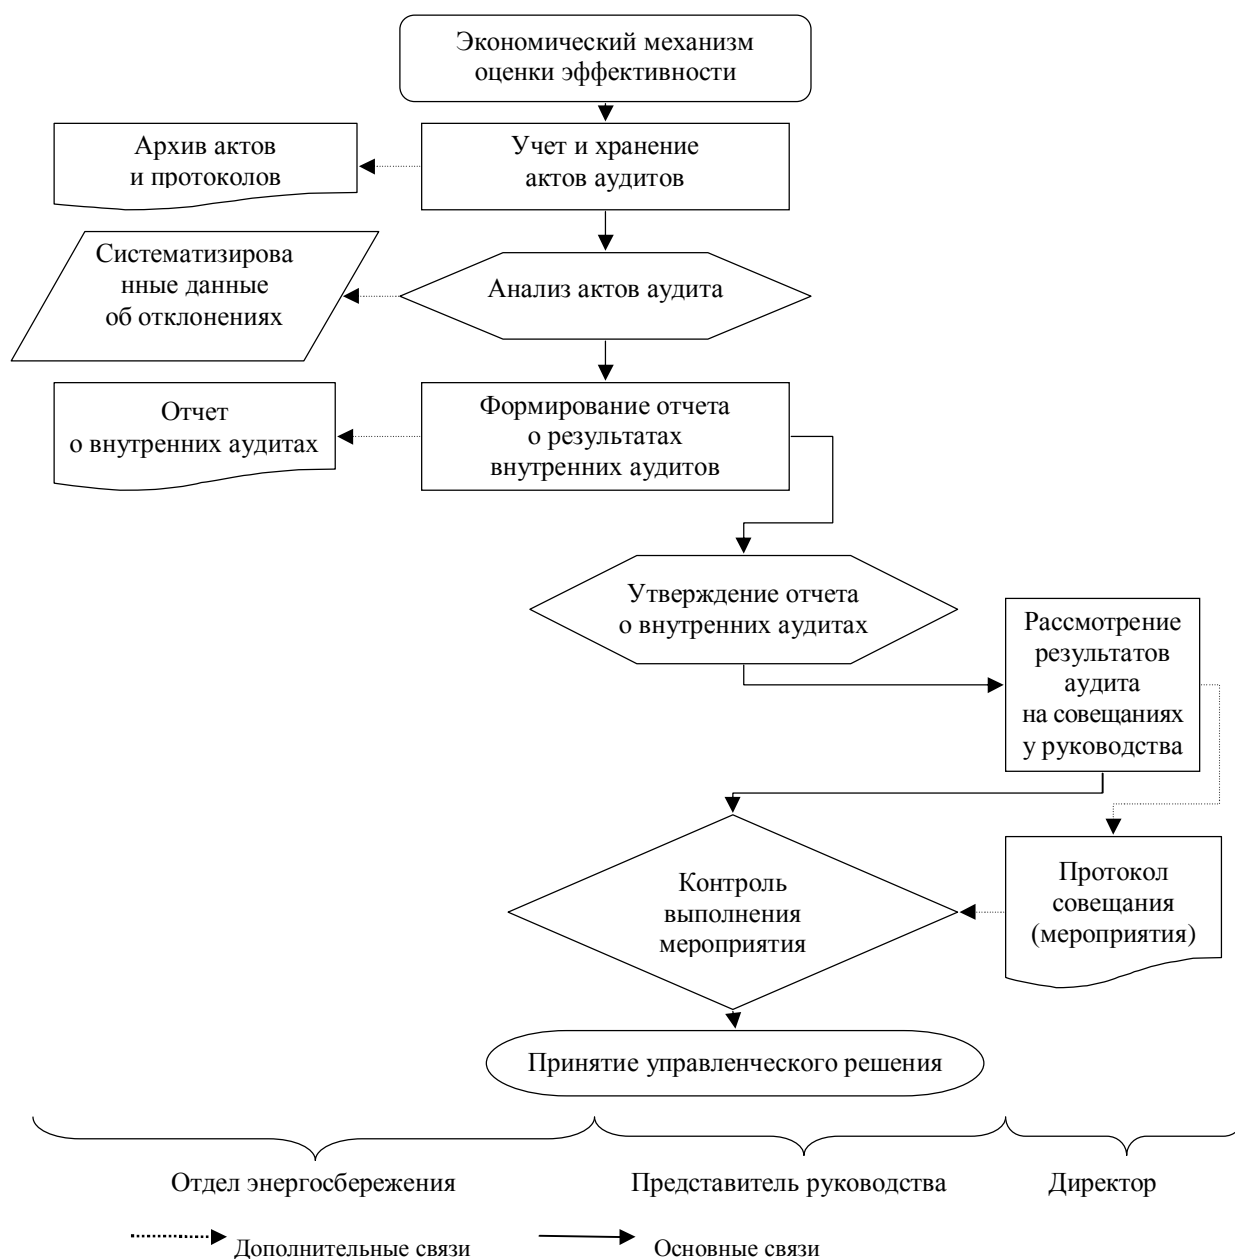 Экономический механизм
оценки эффективности
Архив актов
и протоколов
Учет и хранение
актов аудитов
Систематизирова
нные данные
об отклонениях
Анализ актов аудита
Отчет
о внутренних аудитах
Формирование отчета
о результатах
внутренних аудитов
Утверждение отчета
о внутренних аудитах
Рассмотрение
результатов
аудита
на совещаниях
у руководства
Контроль
выполнения
мероприятия
Протокол
совещания
(мероприятия)
Принятие управленческого решения
Отдел энергосбережения
Представитель руководства
Директор
Дополнительные связи
Основные связи